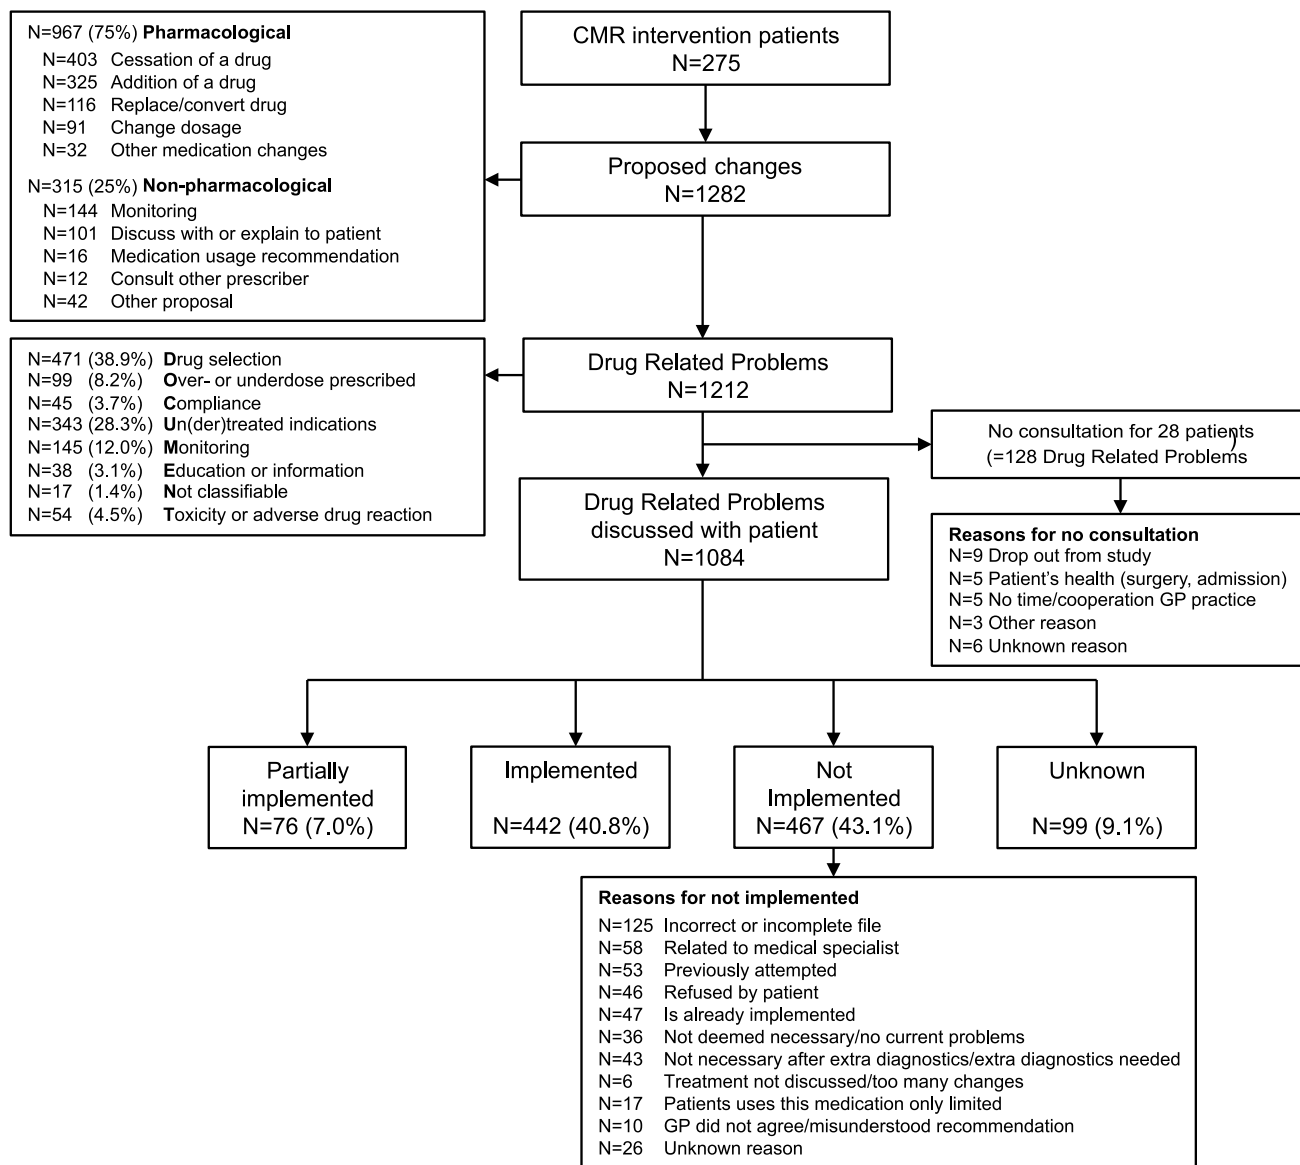 N=967 (75%) Pharmacological
N=403 Cessation of a drug
N=325 Addition of a drug
N=116 Replace/convert drug
N=91 Change dosage
N=32 Other medication changes
N=315 (25%) Non-pharmacological
N=144 Monitoring
N=101 Discuss with or explain to patient
N=16 Medication usage recommendation
N=12 Consult other prescriber
N=42 Other proposal
CMR intervention patients
N=275
Proposed changes
N=1282
N=471 (38.9%) Drug selection
N=99 (8.2%) Over- or underdose prescribed
N=45 (3.7%) Compliance
N=343 (28.3%) Un(der)treated indications
N=145 (12.0%) Monitoring
N=38 (3.1%) Education or information
N=17 (1.4%) Not classifiable
N=54 (4.5%) Toxicity or adverse drug reaction
Drug Related Problems
N=1212
No consultation for 28 patients
(=128 Drug Related Problems)
Drug Related Problems
discussed with patient
N=1084
Reasons for no consultation
N=9 Drop out from study
N=5 Patient’s health (surgery, admission)
N=5 No time/cooperation GP practice
N=3 Other reason
N=6 Unknown reason
Partially
implemented
N=76 (7.0%)
Implemented
N=442 (40.8%)
Not
Implemented
N=467 (43.1%)
Unknown
N=99 (9.1%)
Reasons for not implemented
N=125 Incorrect or incomplete file
N=58 Related to medical specialist
N=53 Previously attempted
N=46 Refused by patient
N=47 Is already implemented
N=36 Not deemed necessary/no current problems
N=43 Not necessary after extra diagnostics/extra diagnostics needed
N=6 Treatment not discussed/too many changes
N=17 Patients uses this medication only limited
N=10 GP did not agree/misunderstood recommendation
N=26 Unknown reason